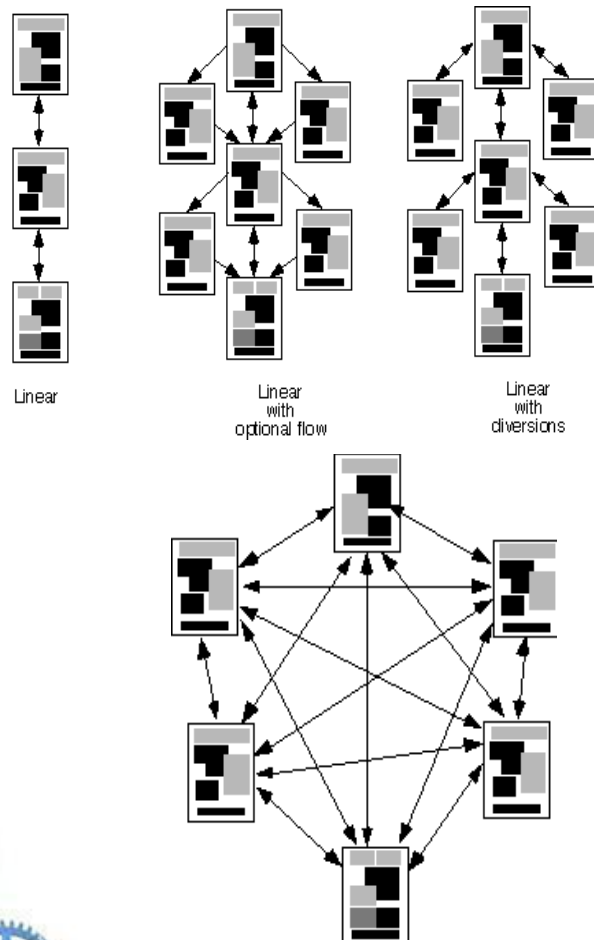 Linear
Linear
with
optional flow
Linear
with
diversions